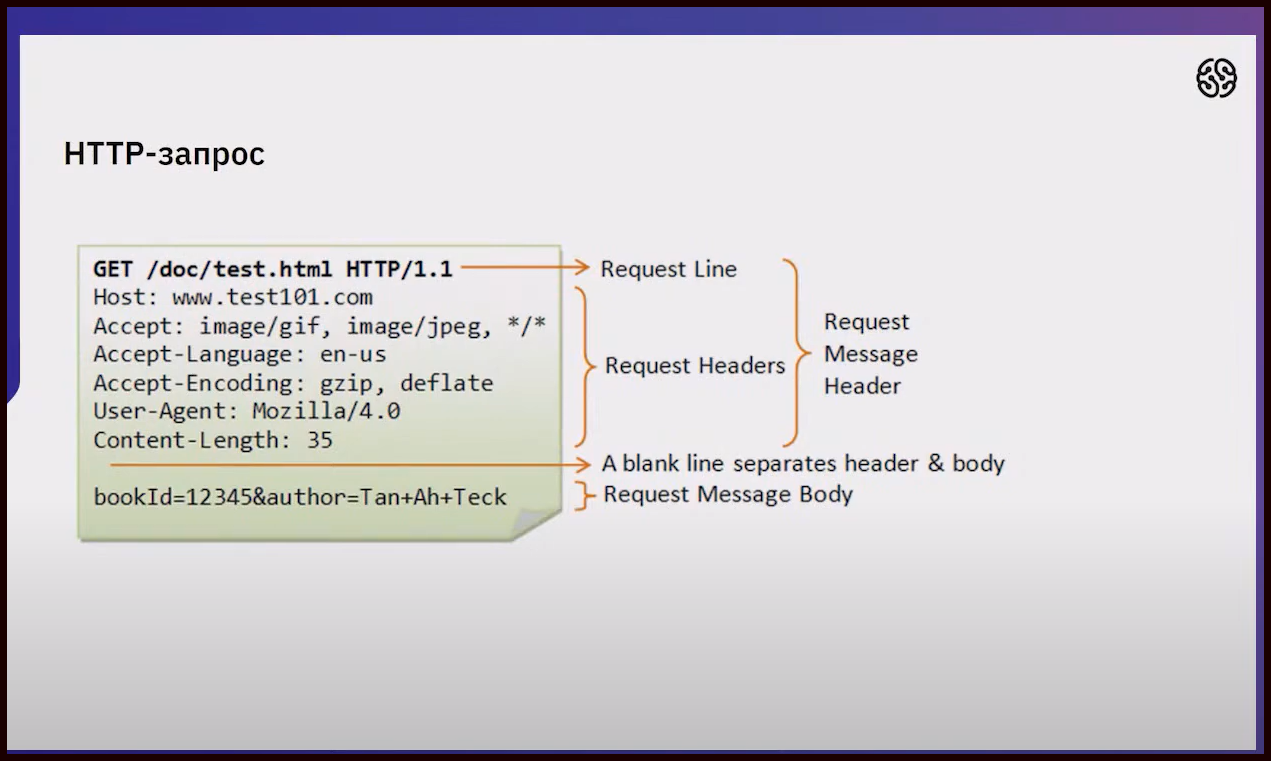 HTTP-запрос
GET /doc/test.html HTTP/1.1
Request Line
Host: www.test101.com
Accept: image/gif, image/jpeg, */*
Accept-Language: en-us
Accept-Encoding: gzip, deflate
User-Agent: Mozilla/4.0
Content-Length: 35
Request Headers
Request
Message
Header
A blank line separates header & body
bookId=12345&author=Tan+Ah+Teck
Request Message Body